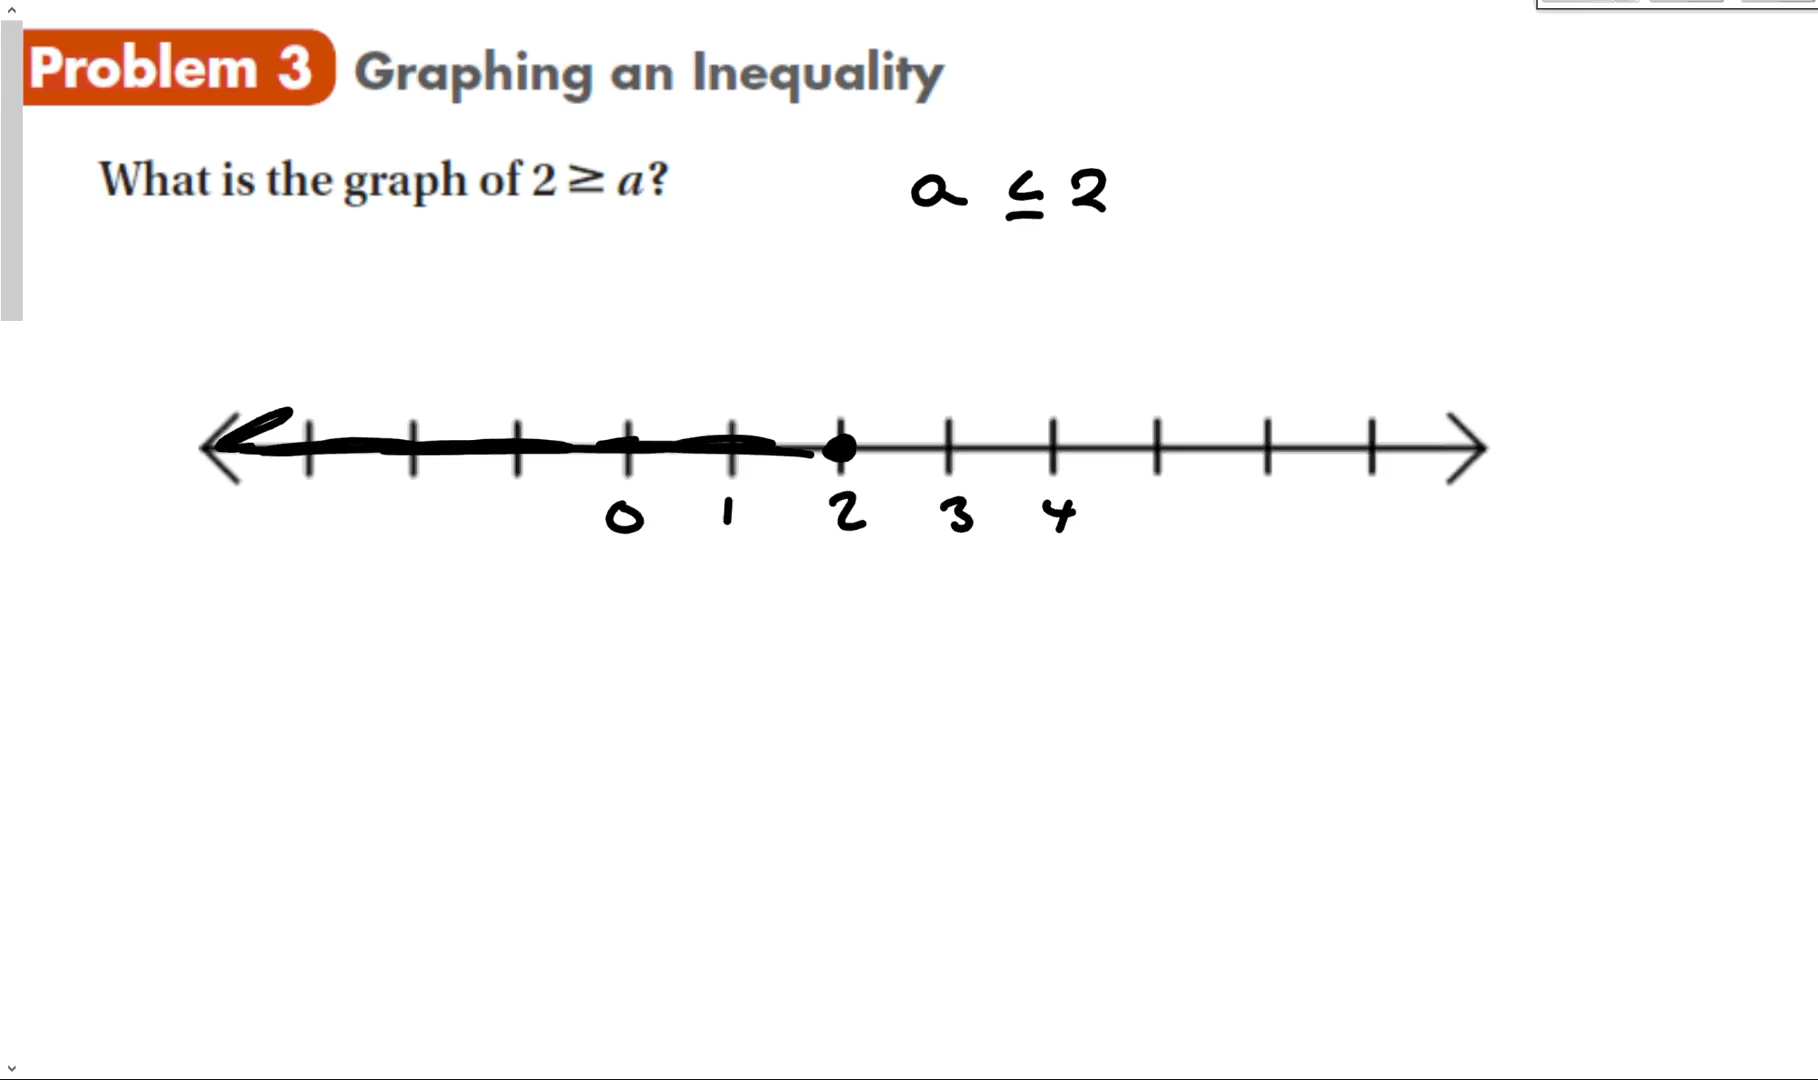 Problem 3 Graphing an Inequality
What is the graph of 2 ≥ a? a ≤ 2
0 1 2 3 4